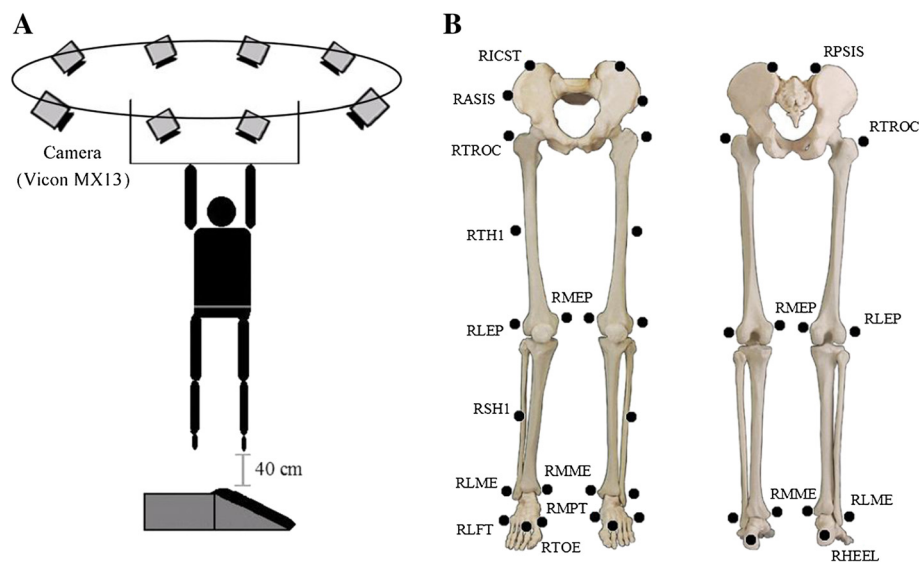 A
Camera
(Vicon MX13)
40 cm
B
RICST
RASIS
RTROC
RTH1
RMEP
RLEP
RSH1
RLME
RMME
RMPT
RLFT
RTOE
RPSIS
RTROC
RMEP
RLEP
RMME
RLME
RHEEL